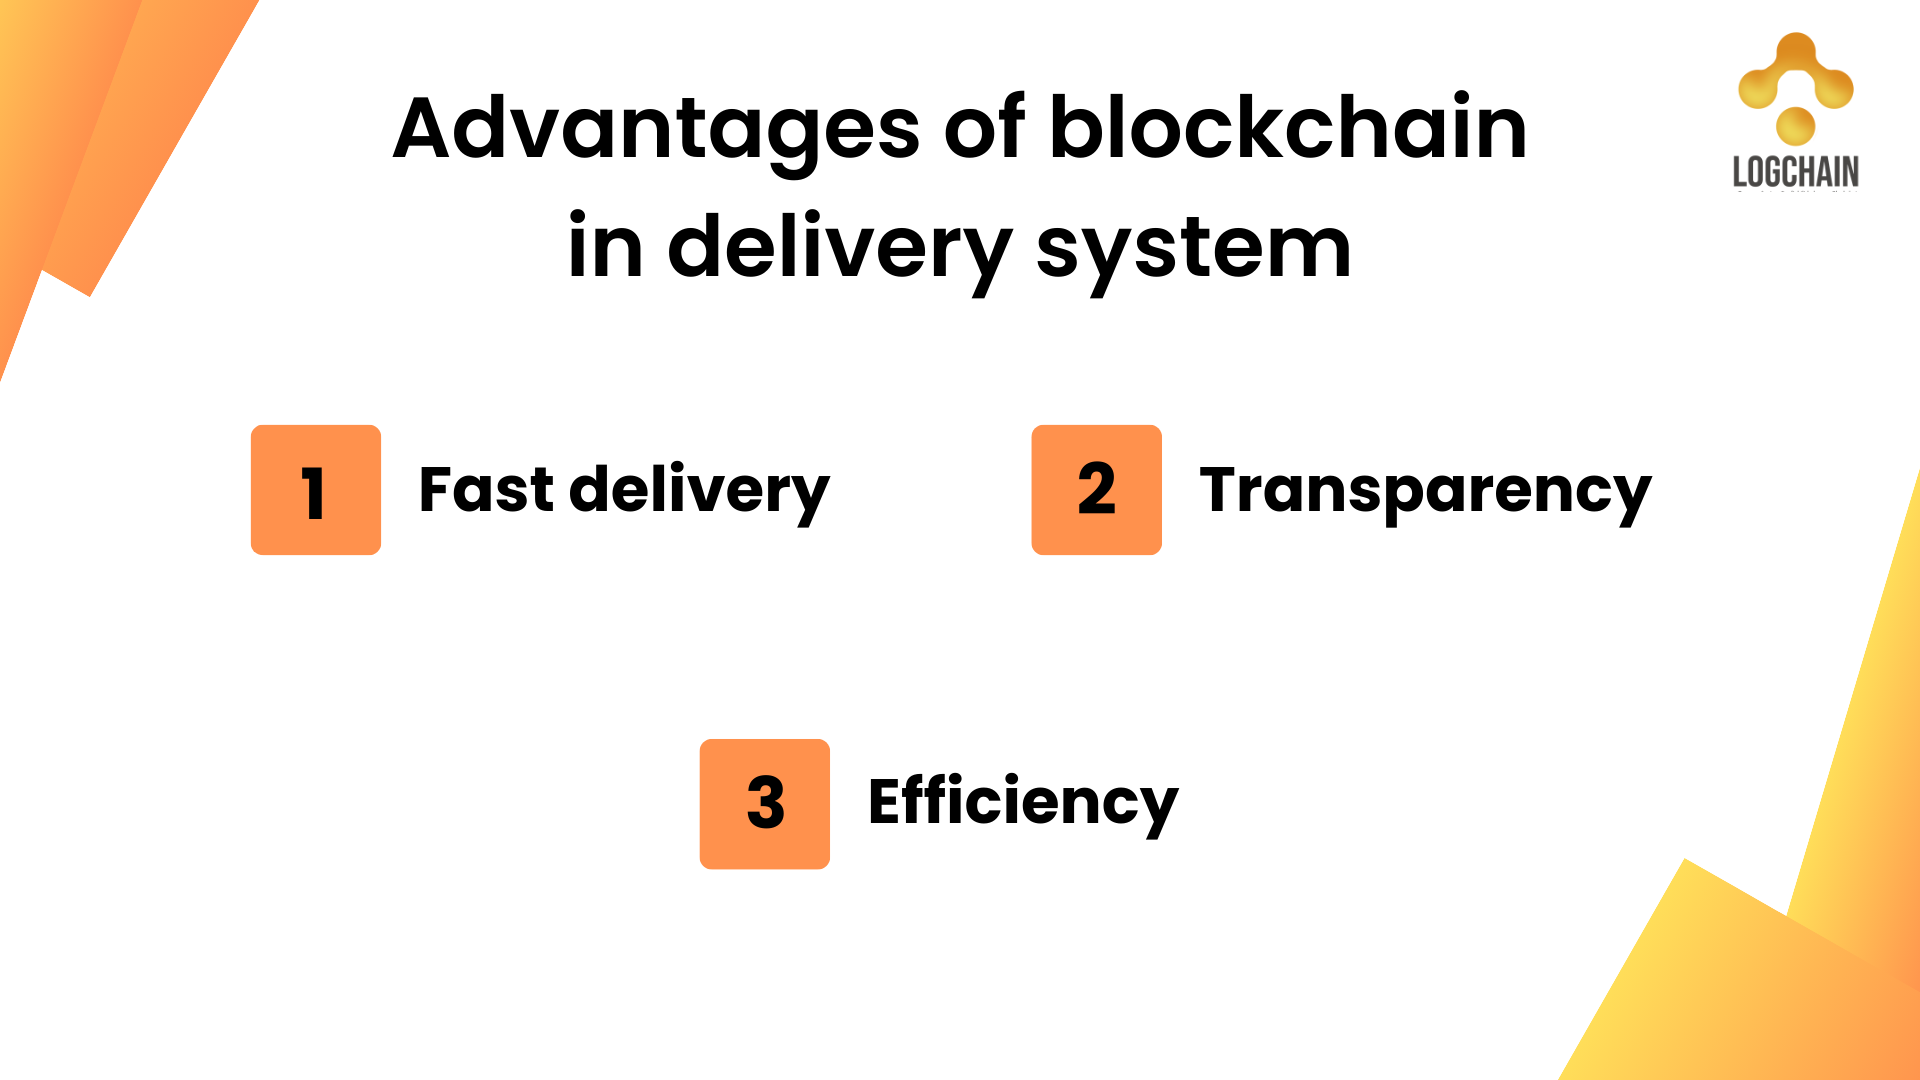 Advantages of blockchain
in delivery system
LOGCHAIN
1
Fast delivery
2
Transparency
3
Efficiency